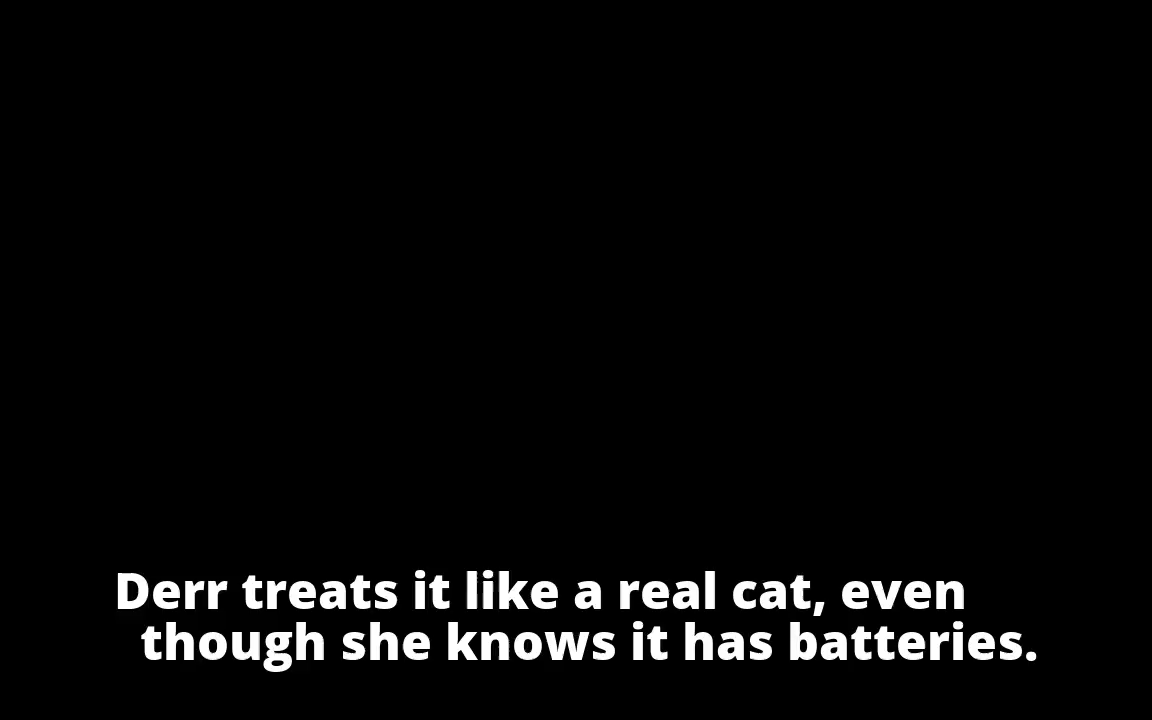 Derr treats it like a real cat, even
though she knows it has batteries.